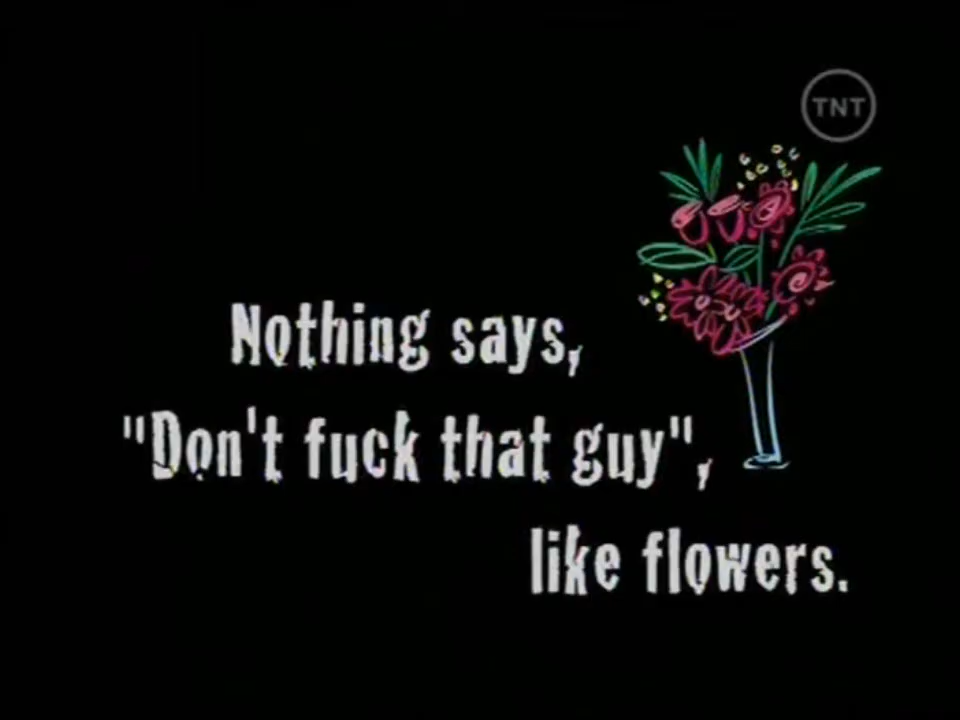 TNT
Nothing says,
"Don't fuck that guy",
like flowers.